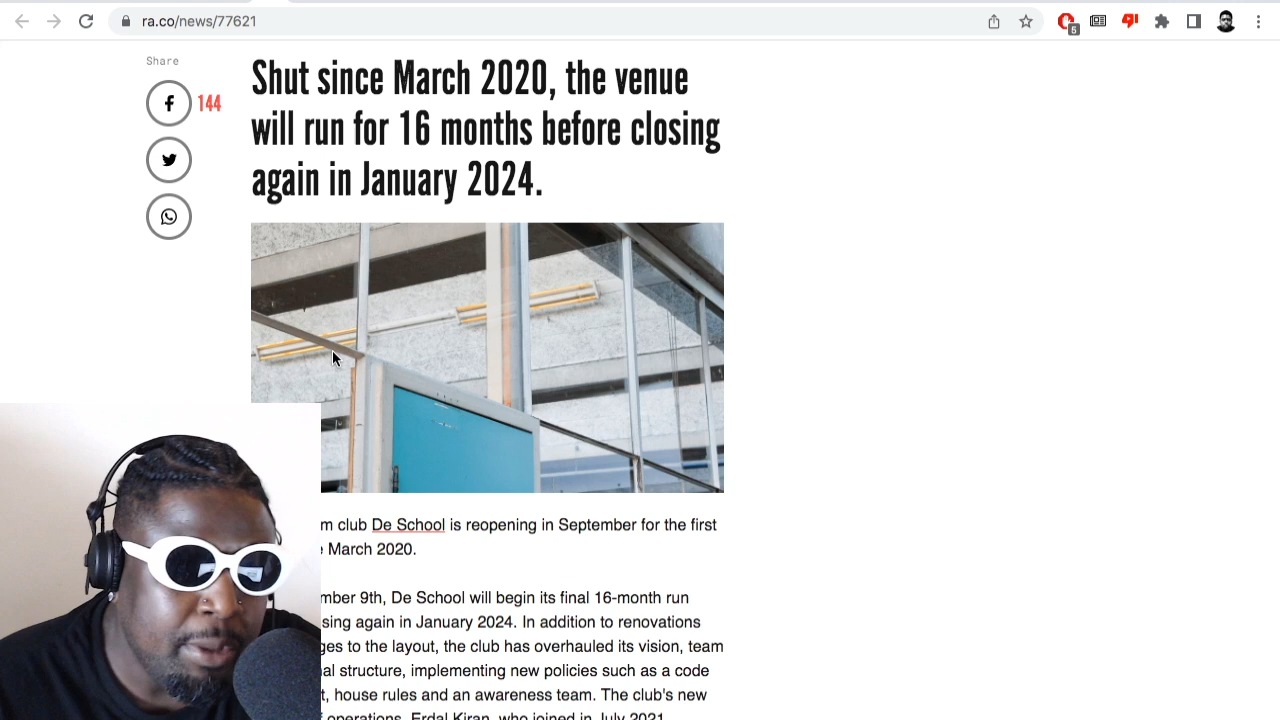 ra.co/news/77621
5
Share
144
Shut since March 2020, the venue
will run for 16 months before closing
again in January 2024.
m club De School is reopening in September for the first
March 2020.
mber 9th, De School will begin its final 16-month run
sing again in January 2024. In addition to renovations
ges to the layout, the club has overhauled its vision, team
al structure, implementing new policies such as a code
t, house rules and an awareness team. The club's new
operations, Erdal Kiran, who joined in July 2021,